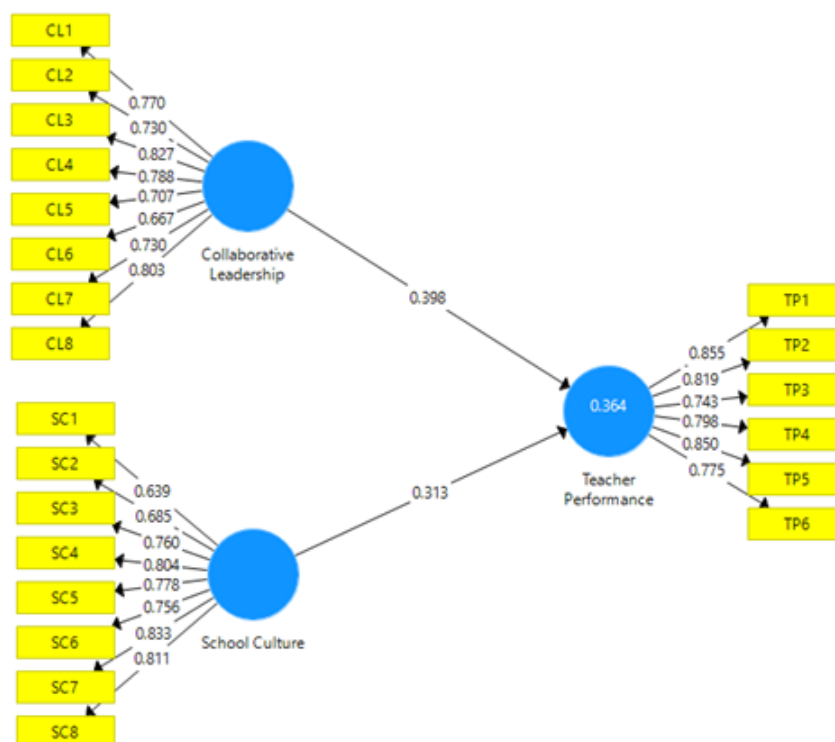 CL1
CL2
CL3
CL4
CL5
CL6
CL7
CL8
0.770
0.730
0.827
0.788
0.707
0.667
0.730
0.803
Collaborative
Leadership
0.398
SC1
SC2
SC3
SC4
SC5
SC6
SC7
SC8
0.639
0.685
0.760
0.804
0.778
0.756
0.833
0.811
School Culture
0.313
0.364
Teacher
Performance
0.855
0.819
0.743
0.798
0.850
0.775
TP1
TP2
TP3
TP4
TP5
TP6